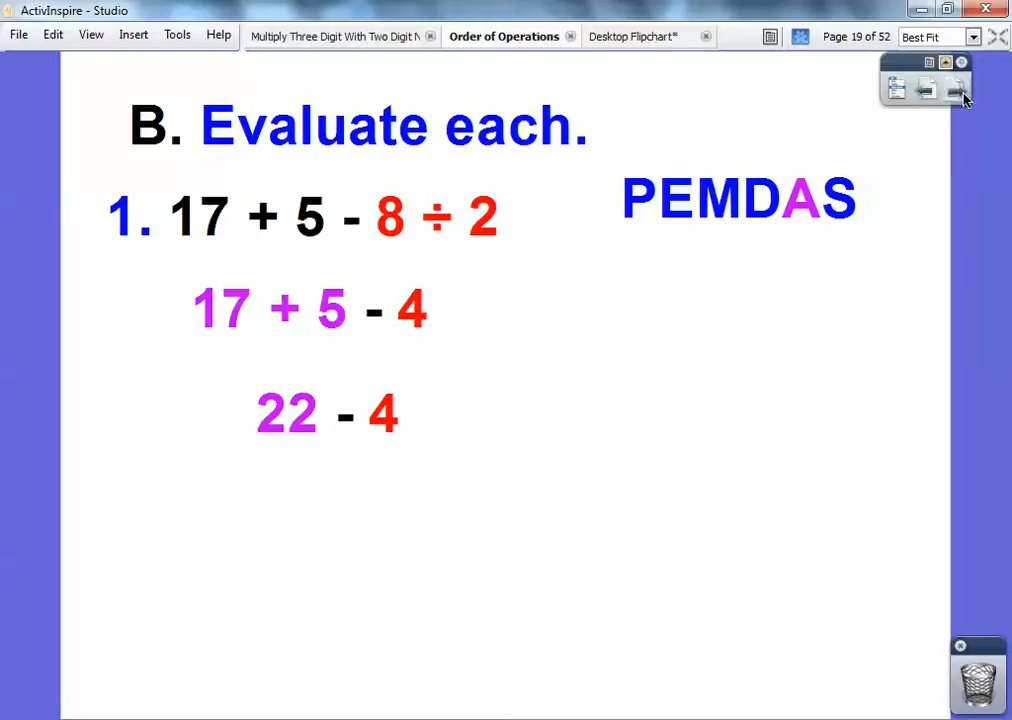 ActivInspire - Studio
File Edit View Insert Tools Help
Multiply Three Digit With Two Digit N
Order of Operations
Desktop Flipchart*
Page 19 of 52
Best Fit
B. Evaluate each.
PEMDAS
1. 17 + 5 - 8 ÷ 2
17 + 5 - 4
22 - 4